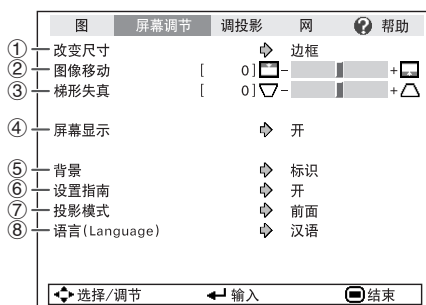 图 屏幕调节 调投影 网 ? 帮助
① 改变尺寸 边框
② 图像移动 [ 0] - +
③ 梯形失真 [ 0] - +
④ 屏幕显示 开
⑤ 背景 标识
⑥ 设置指南 开
⑦ 投影模式 前面
⑧ 语言(Language) 汉语
选择/调节 输入 结束